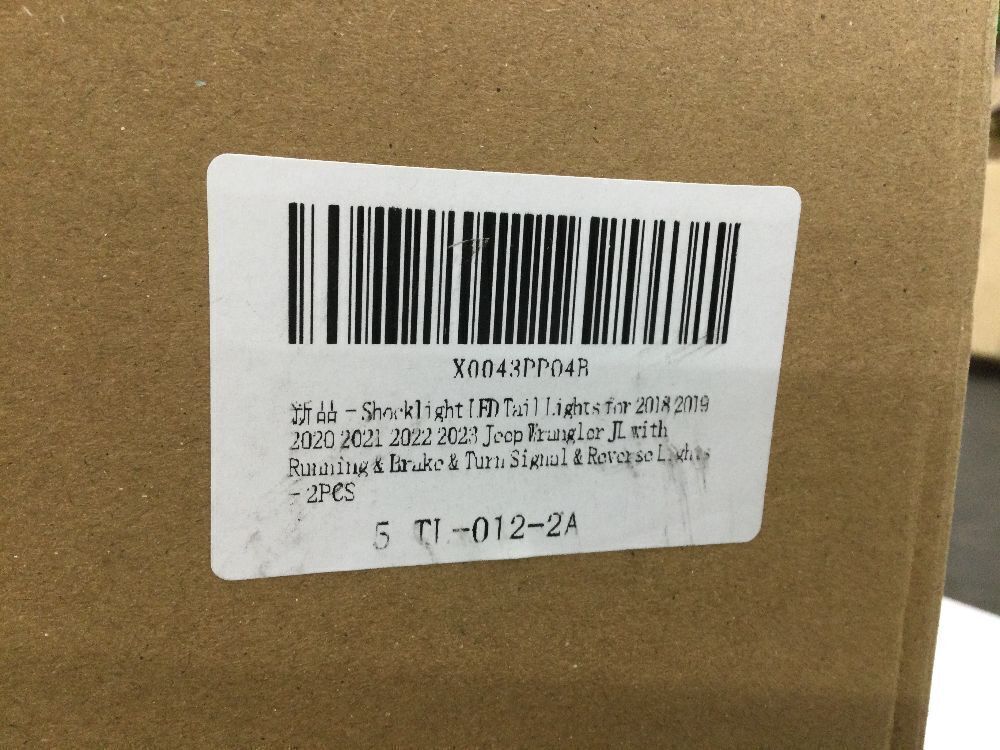 X0043PP04B
新品 - Shocklight LED Tail Lights for 2018 2019
2020 2021 2022 2023 Jeep Wrangler JL with
Running & Brake & Turn Signal & Reverse Lights
- 2PCS
5 TL-012-2A